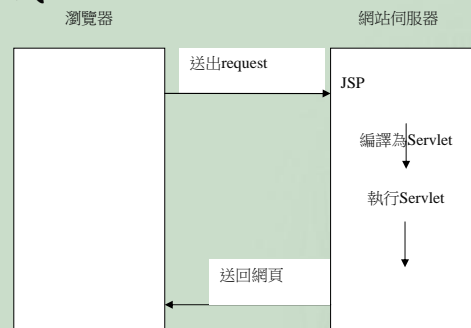 瀏覽器
網站伺服器
送出request
JSP
編譯為Servlet
執行Servlet
送回網頁